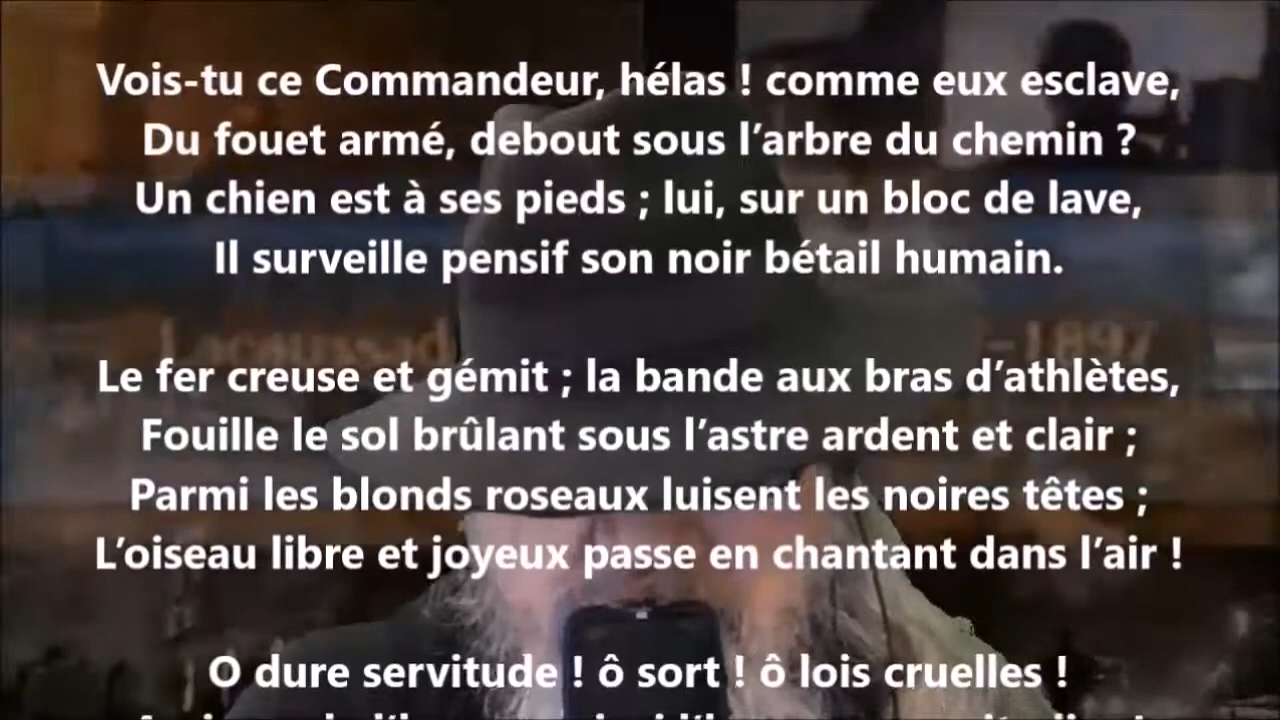 Vois-tu ce Commandeur, hélas ! comme eux esclave,
Du fouet armé, debout sous l’arbre du chemin ?
Un chien est à ses pieds ; lui, sur un bloc de lave,
Il surveille pensif son noir bétail humain.
Lacaussad –1897
Le fer creuse et gémit ; la bande aux bras d’athlètes,
Fouille le sol brûlant sous l’astre ardent et clair ;
Parmi les blonds roseaux luisent les noires têtes ;
L’oiseau libre et joyeux passe en chantant dans l’air !
O dure servitude ! ô sort ! ô lois cruelles !